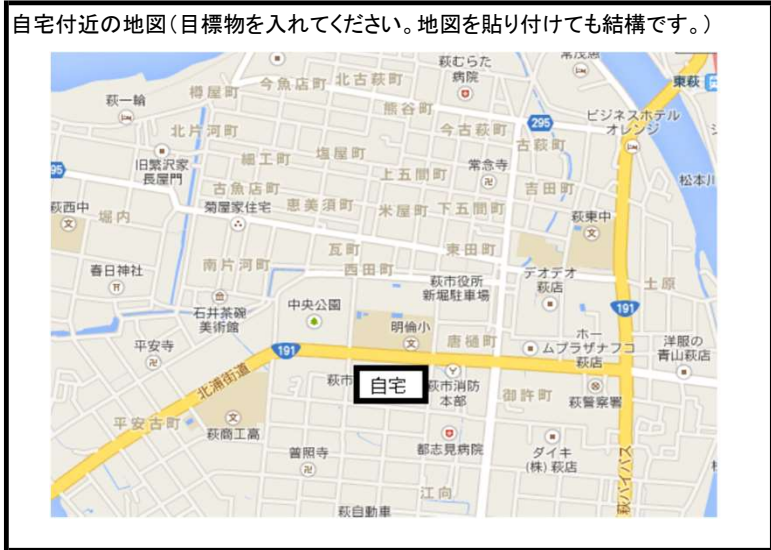 自宅付近の地図(目標物を入れてください。地図を貼り付けても結構です。)
萩むらた
病院
東萩
萩一輪
樽屋町
今魚店町
北古萩町
熊谷町
295
ビジネスホテル
オレンジ
北片河町
今古萩町
古萩町
旧繁沢家
長屋門
細工町
塩屋町
常念寺
松本川
95
上五間町
吉田町
古魚店町
萩西中
堀内
菊屋家住宅
恵美須町
米屋町
下五間町
萩東中
瓦町
東田町
春日神社
南片河町
西田町
萩市役所
新堀駐車場
デオデオ
萩店
土原
石井茶碗
美術館
中央公園
明倫小
唐樋町
191
平安寺
191
ホー
ムプラザナフコ
萩店
洋服の
青山萩店
北浦街道
萩市
自宅
萩市消防
本部
御許町
萩警察署
平安古町
萩商工高
普照寺
都志見病院
ダイキ
(株)萩店
萩バイパス
江向
萩自動車